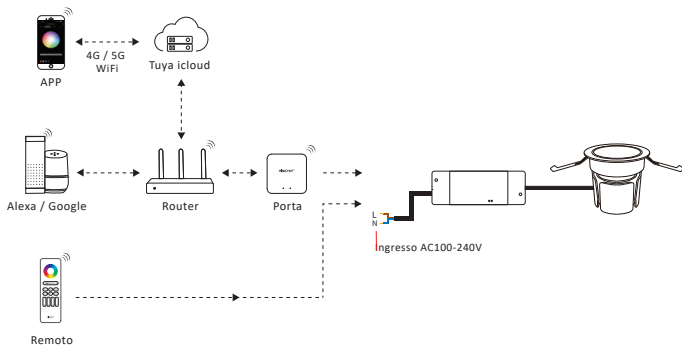 4G / 5G
WiFi
APP
Tuya icloud
Alexa / Google
Router
Porta
L
N
Ingresso AC100-240V
Remoto